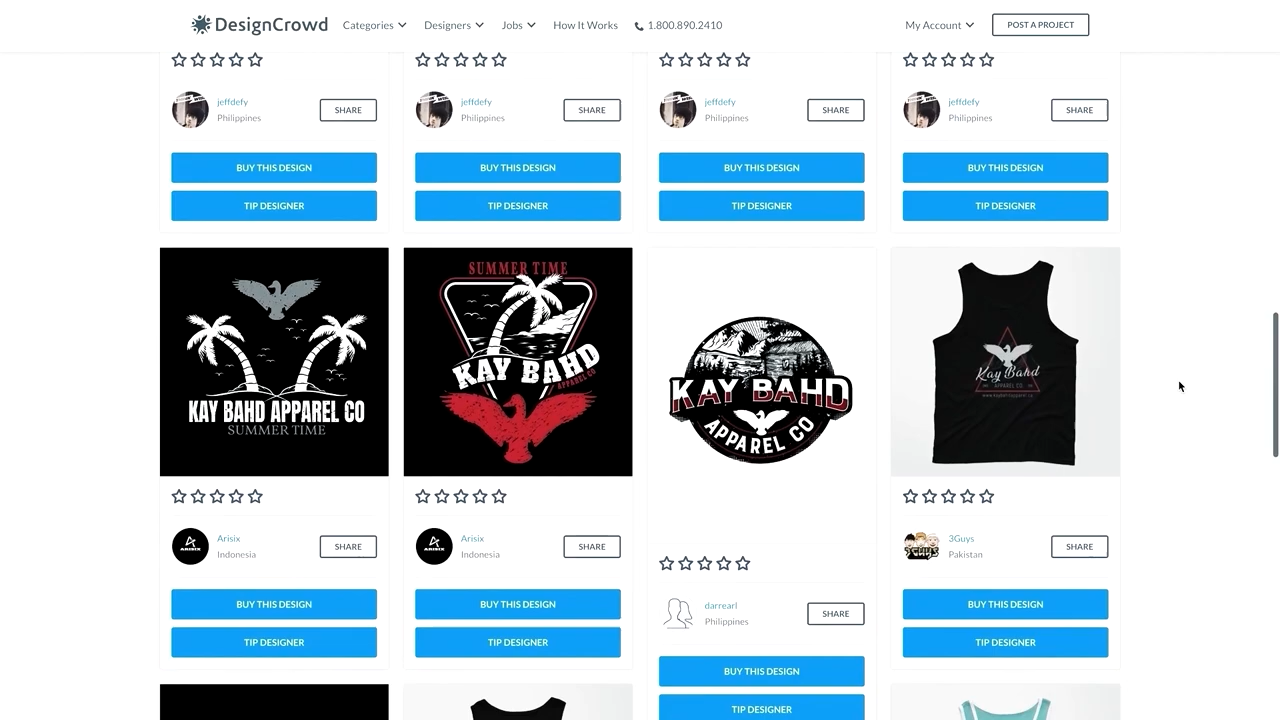 DesignCrowd Categories Designers Jobs How It Works 1.800.890.2410 My Account POST A PROJECT
jeffdefy Philippines SHARE
jeffdefy Philippines SHARE
jeffdefy Philippines SHARE
jeffdefy Philippines SHARE
BUY THIS DESIGN BUY THIS DESIGN BUY THIS DESIGN BUY THIS DESIGN
TIP DESIGNER TIP DESIGNER TIP DESIGNER TIP DESIGNER
KAY BAHD APPAREL CO
SUMMER TIME
SUMMER TIME
KAY BAHD
APPAREL CO
KAY BAHD
APPAREL CO
Kay Bahd
APPAREL CO.
ARISIX
Arisix
Indonesia
SHARE
ARISIX
Arisix
Indonesia
SHARE
darrearl
Philippines
SHARE
3GUYS
3Guys
Pakistan
SHARE
BUY THIS DESIGN BUY THIS DESIGN BUY THIS DESIGN BUY THIS DESIGN
TIP DESIGNER TIP DESIGNER TIP DESIGNER TIP DESIGNER